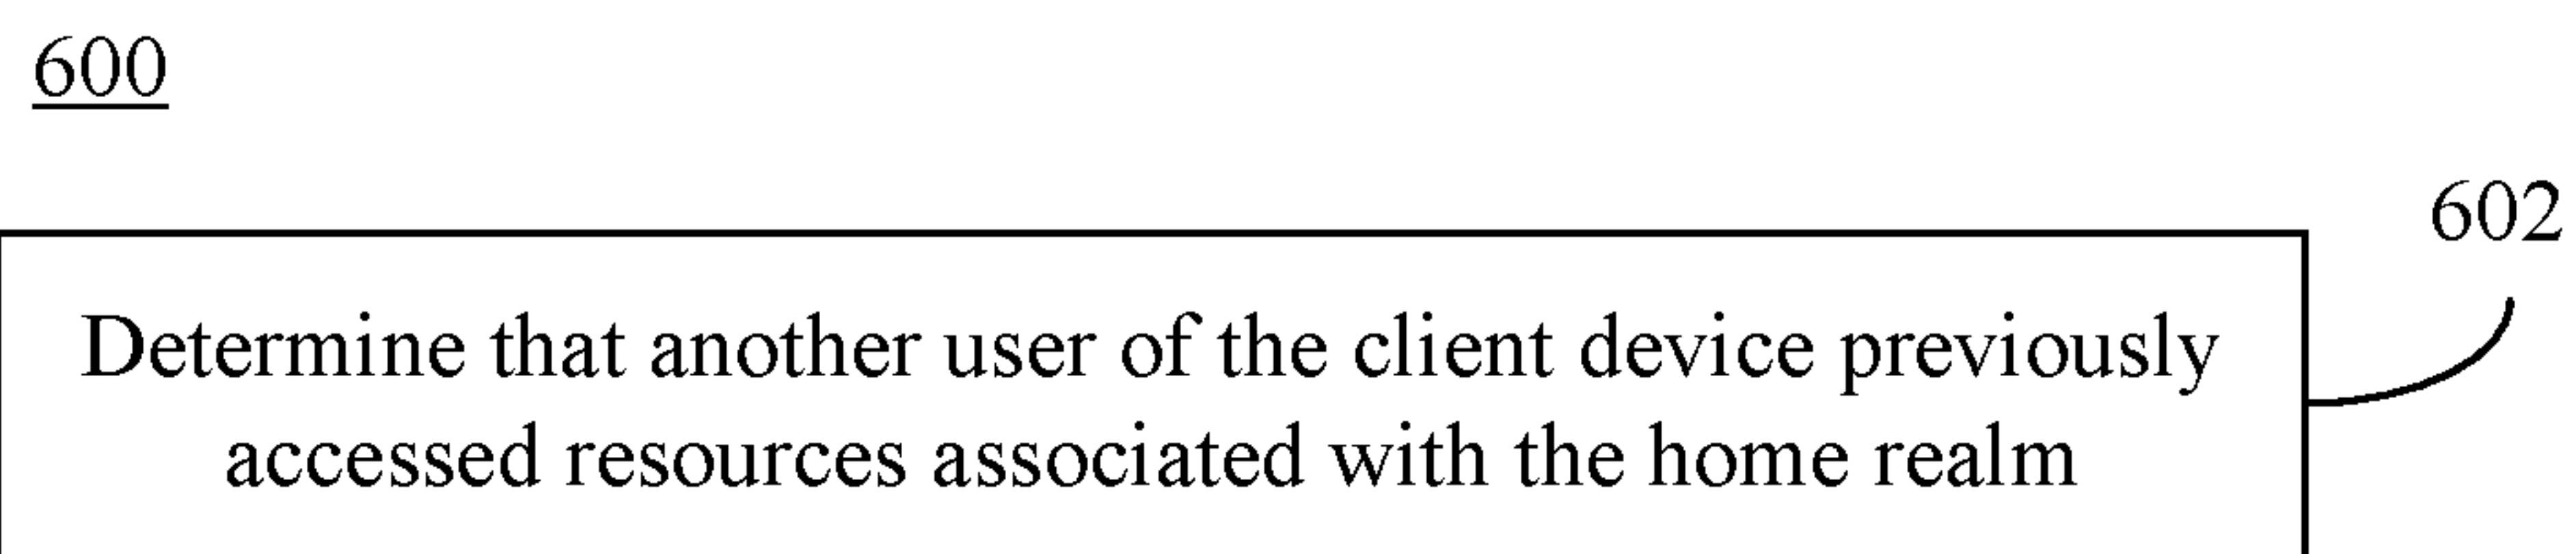 600
602
Determine that another user of the client device previously
accessed resources associated with the home realm